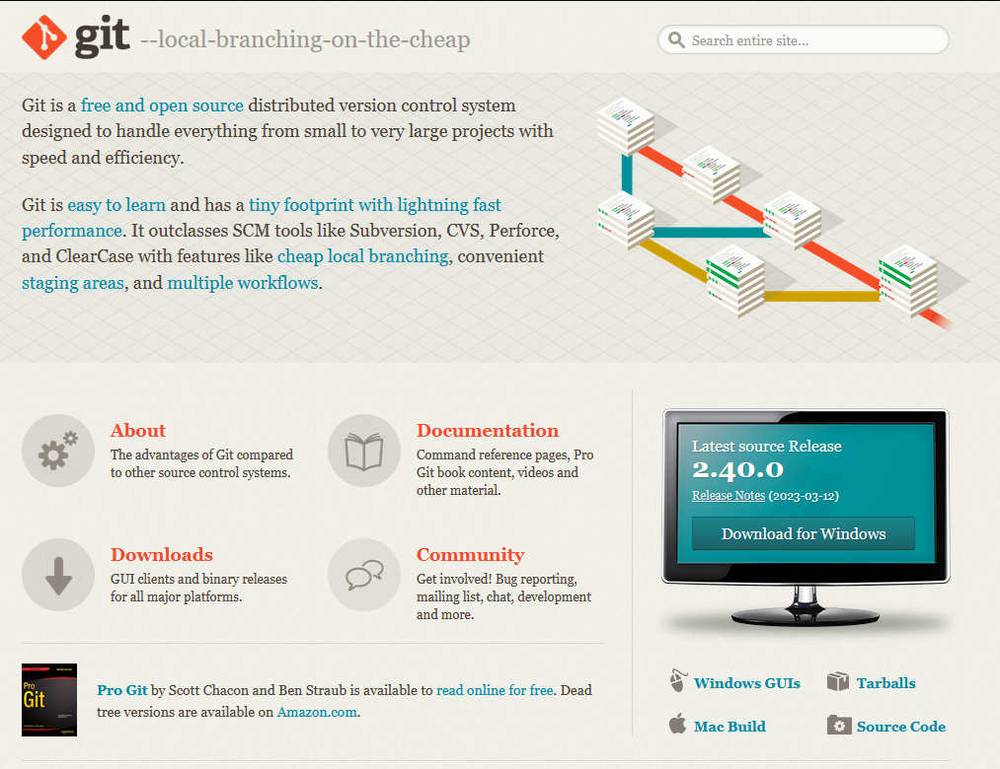 git --local-branching-on-the-cheap
Search entire site...
Git is a free and open source distributed version control system
designed to handle everything from small to very large projects with
speed and efficiency.
Git is easy to learn and has a tiny footprint with lightning fast
performance. It outclasses SCM tools like Subversion, CVS, Perforce,
and ClearCase with features like cheap local branching, convenient
staging areas, and multiple workflows.
About
The advantages of Git compared
to other source control systems.
Documentation
Command reference pages, Pro
Git book content, videos and
other material.
Downloads
GUI clients and binary releases
for all major platforms.
Community
Get involved! Bug reporting,
mailing list, chat, development
and more.
Pro
Git
Pro Git by Scott Chacon and Ben Straub is available to read online for free. Dead
tree versions are available on Amazon.com.
Latest source Release
2.40.0
Release Notes (2023-03-12)
Download for Windows
Windows GUIs
Tarballs
Mac Build
Source Code